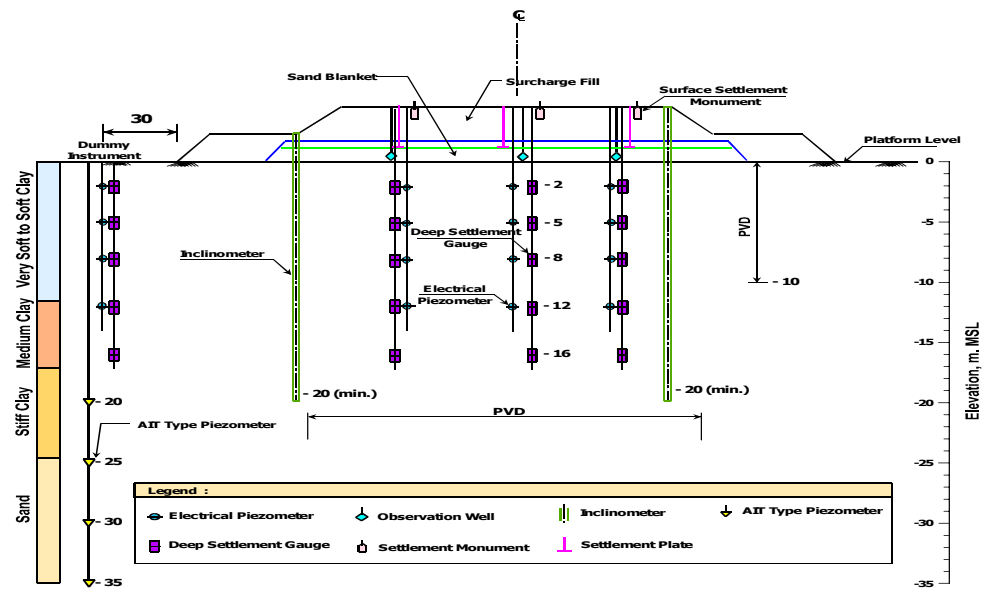 ℄
Sand Blanket
Surcharge Fill
Surface Settlement
Monument
30
Dummy
Instrument
Platform Level
0
- 2
- 5
-5
Deep Settlement
Gauge
- 8
PVD
Inclinometer
- 10
-10
Electrical
Piezometer
- 12
-15
- 16
- 20 (min.)
- 20 (min.)
- 20
-20
PVD
AIT Type Piezometer
- 25
-25
- 30
-30
- 35
-35
Very Soft to Soft Clay
Medium Clay
Stiff Clay
Sand
Elevation, m. MSL
Legend :
Electrical Piezometer
Observation Well
Inclinometer
AIT Type Piezometer
Deep Settlement Gauge
Settlement Monument
Settlement Plate